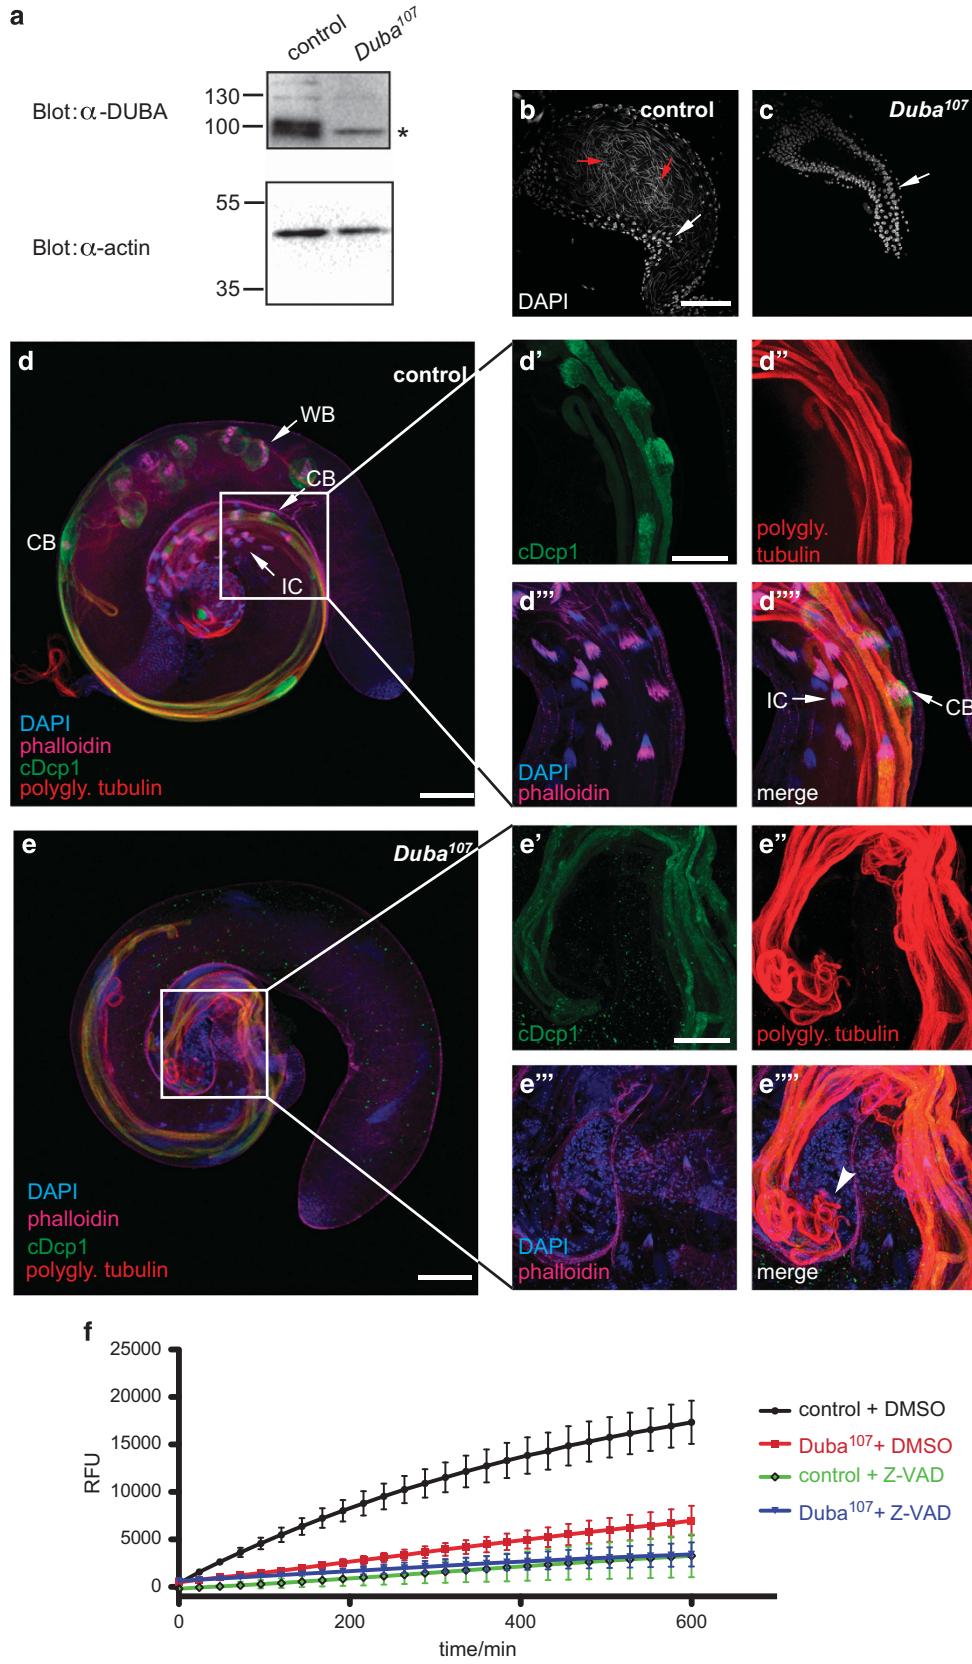 a
control
Duba107
Blot: α-DUBA
130
100
*
55
Blot: α-actin
35
b
control
DAPI
c
Duba107
d
control
WB
CB
CB
IC
DAPI
phalloidin
cDcp1
polygly. tubulin
d'
cDcp1
d''
polygly.
tubulin
d'''
DAPI
phalloidin
d''''
IC
CB
merge
e
Duba107
DAPI
phalloidin
cDcp1
polygly. tubulin
e'
cDcp1
e''
polygly. tubulin
e'''
DAPI
phalloidin
e''''
merge
f
25000
20000
15000
10000
5000
0
RFU
0
200
400
600
time/min
control + DMSO
Duba107+ DMSO
control + Z-VAD
Duba107+ Z-VAD